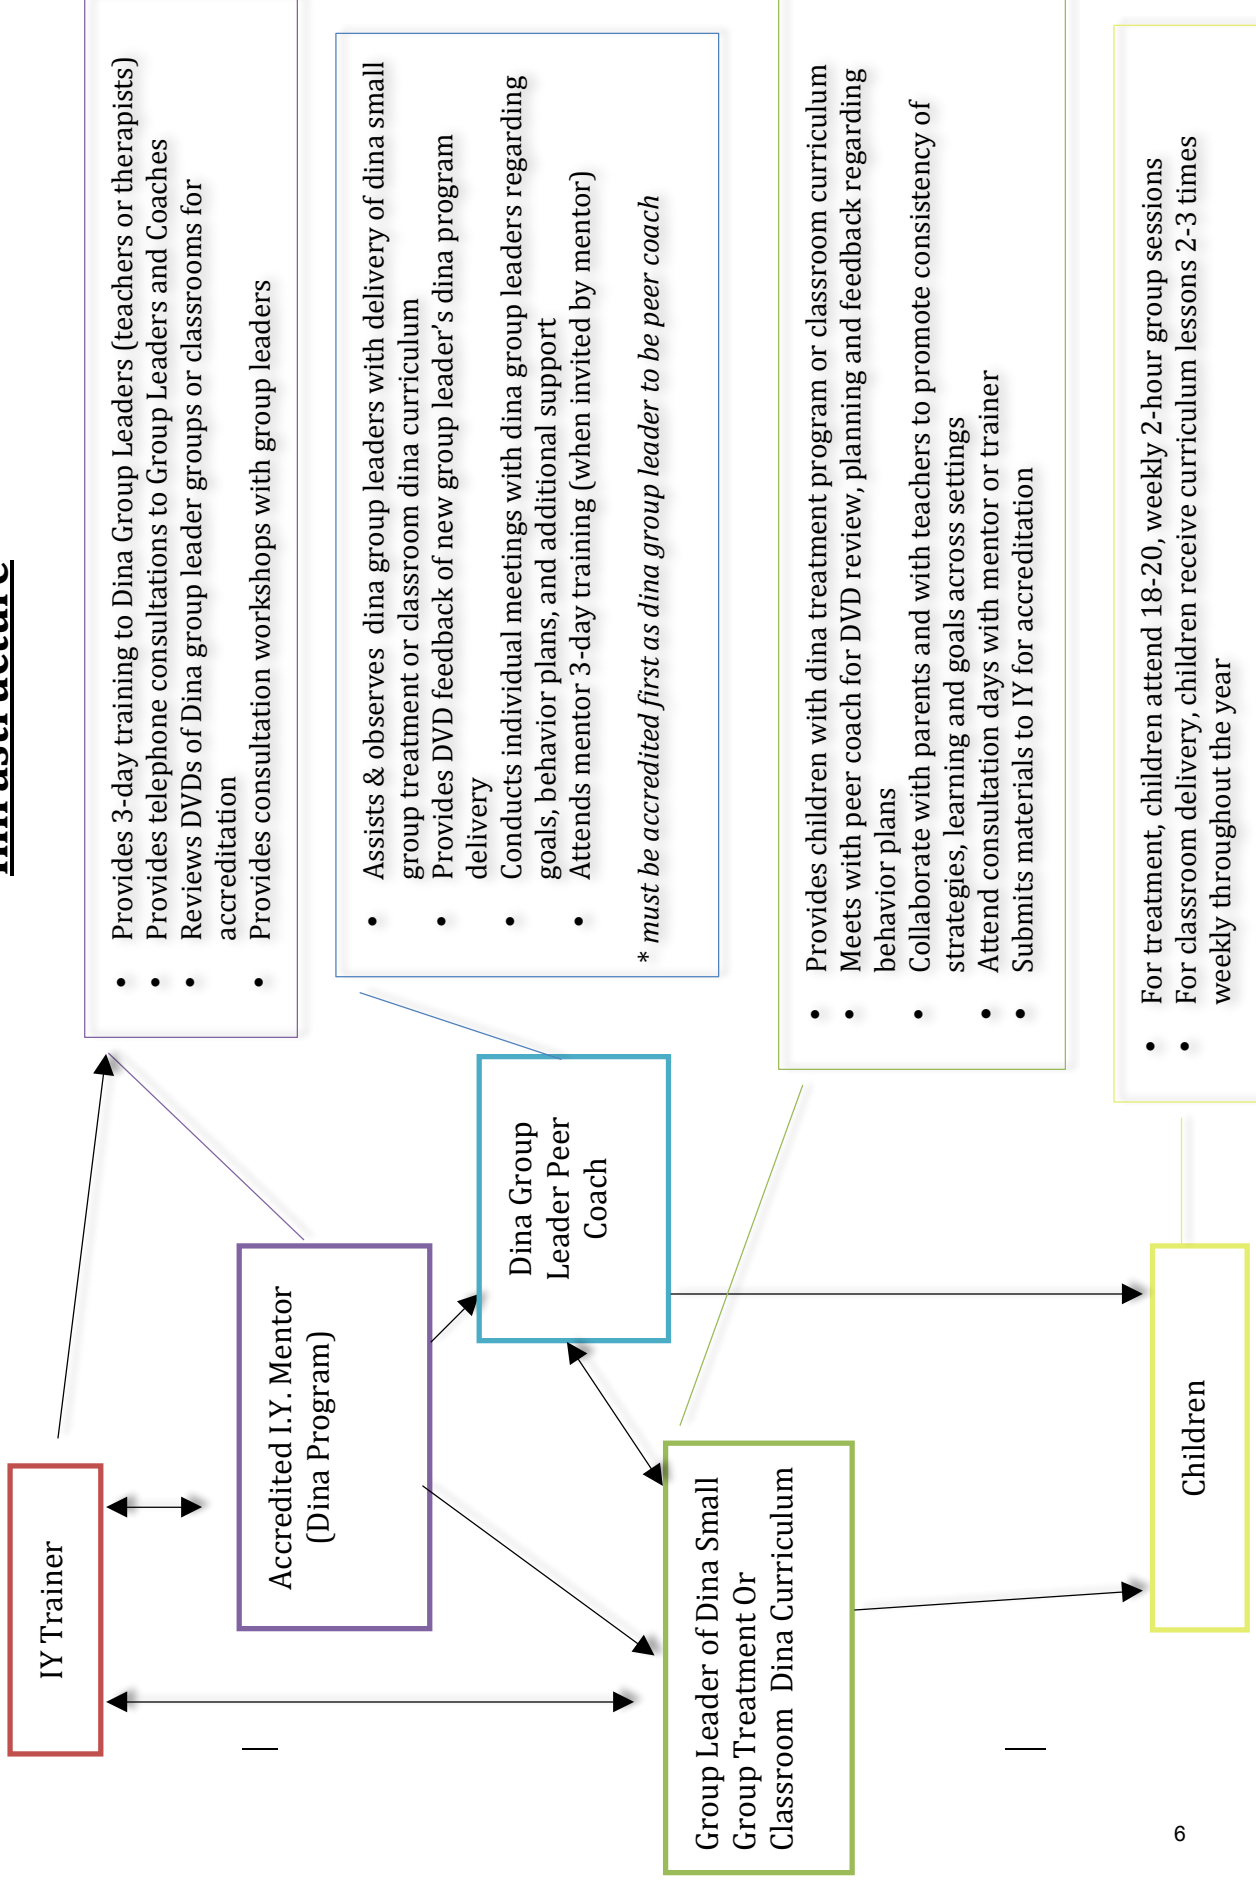 Infrastructure
IY Trainer
Accredited I.Y. Mentor
(Dina Program)
Dina Group
Leader Peer
Coach
Group Leader of Dina Small
Group Treatment Or
Classroom Dina Curriculum
Children
• Provides 3-day training to Dina Group Leaders (teachers or therapists)
• Provides telephone consultations to Group Leaders and Coaches
• Reviews DVDs of Dina group leader groups or classrooms for
accreditation
• Provides consultation workshops with group leaders
• Assists & observes dina group leaders with delivery of dina small
group treatment or classroom dina curriculum
• Provides DVD feedback of new group leader’s dina program
delivery
• Conducts individual meetings with dina group leaders regarding
goals, behavior plans, and additional support
• Attends mentor 3-day training (when invited by mentor)
* must be accredited first as dina group leader to be peer coach
• Provides children with dina treatment program or classroom curriculum
• Meets with peer coach for DVD review, planning and feedback regarding
behavior plans
• Collaborate with parents and with teachers to promote consistency of
strategies, learning and goals across settings
• Attend consultation days with mentor or trainer
• Submits materials to IY for accreditation
• For treatment, children attend 18-20, weekly 2-hour group sessions
• For classroom delivery, children receive curriculum lessons 2-3 times
weekly throughout the year
6